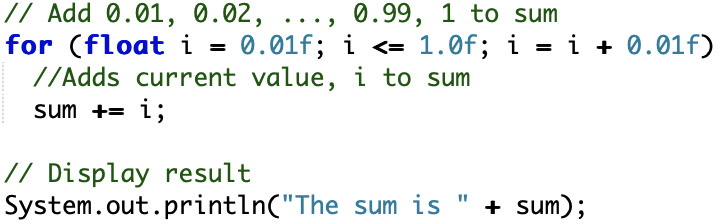 // Add 0.01, 0.02, ..., 0.99, 1 to sum
for (float i = 0.01f; i <= 1.0f; i = i + 0.01f)
  //Adds current value, i to sum
  sum += i;

// Display result
System.out.println("The sum is " + sum);